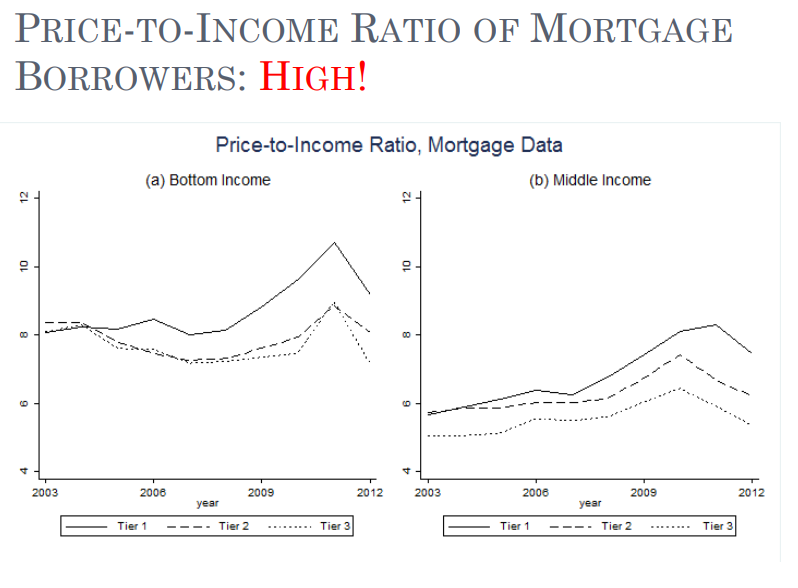 PRICE-TO-INCOME RATIO OF MORTGAGE
BORROWERS: HIGH!
Price-to-Income Ratio, Mortgage Data
(a) Bottom Income
12
10
8
6
4
2003 2006 2009 2012
year
Tier 1 Tier 2 Tier 3
(b) Middle Income
12
10
8
6
4
2003 2006 2009 2012
year
Tier 1 Tier 2 Tier 3